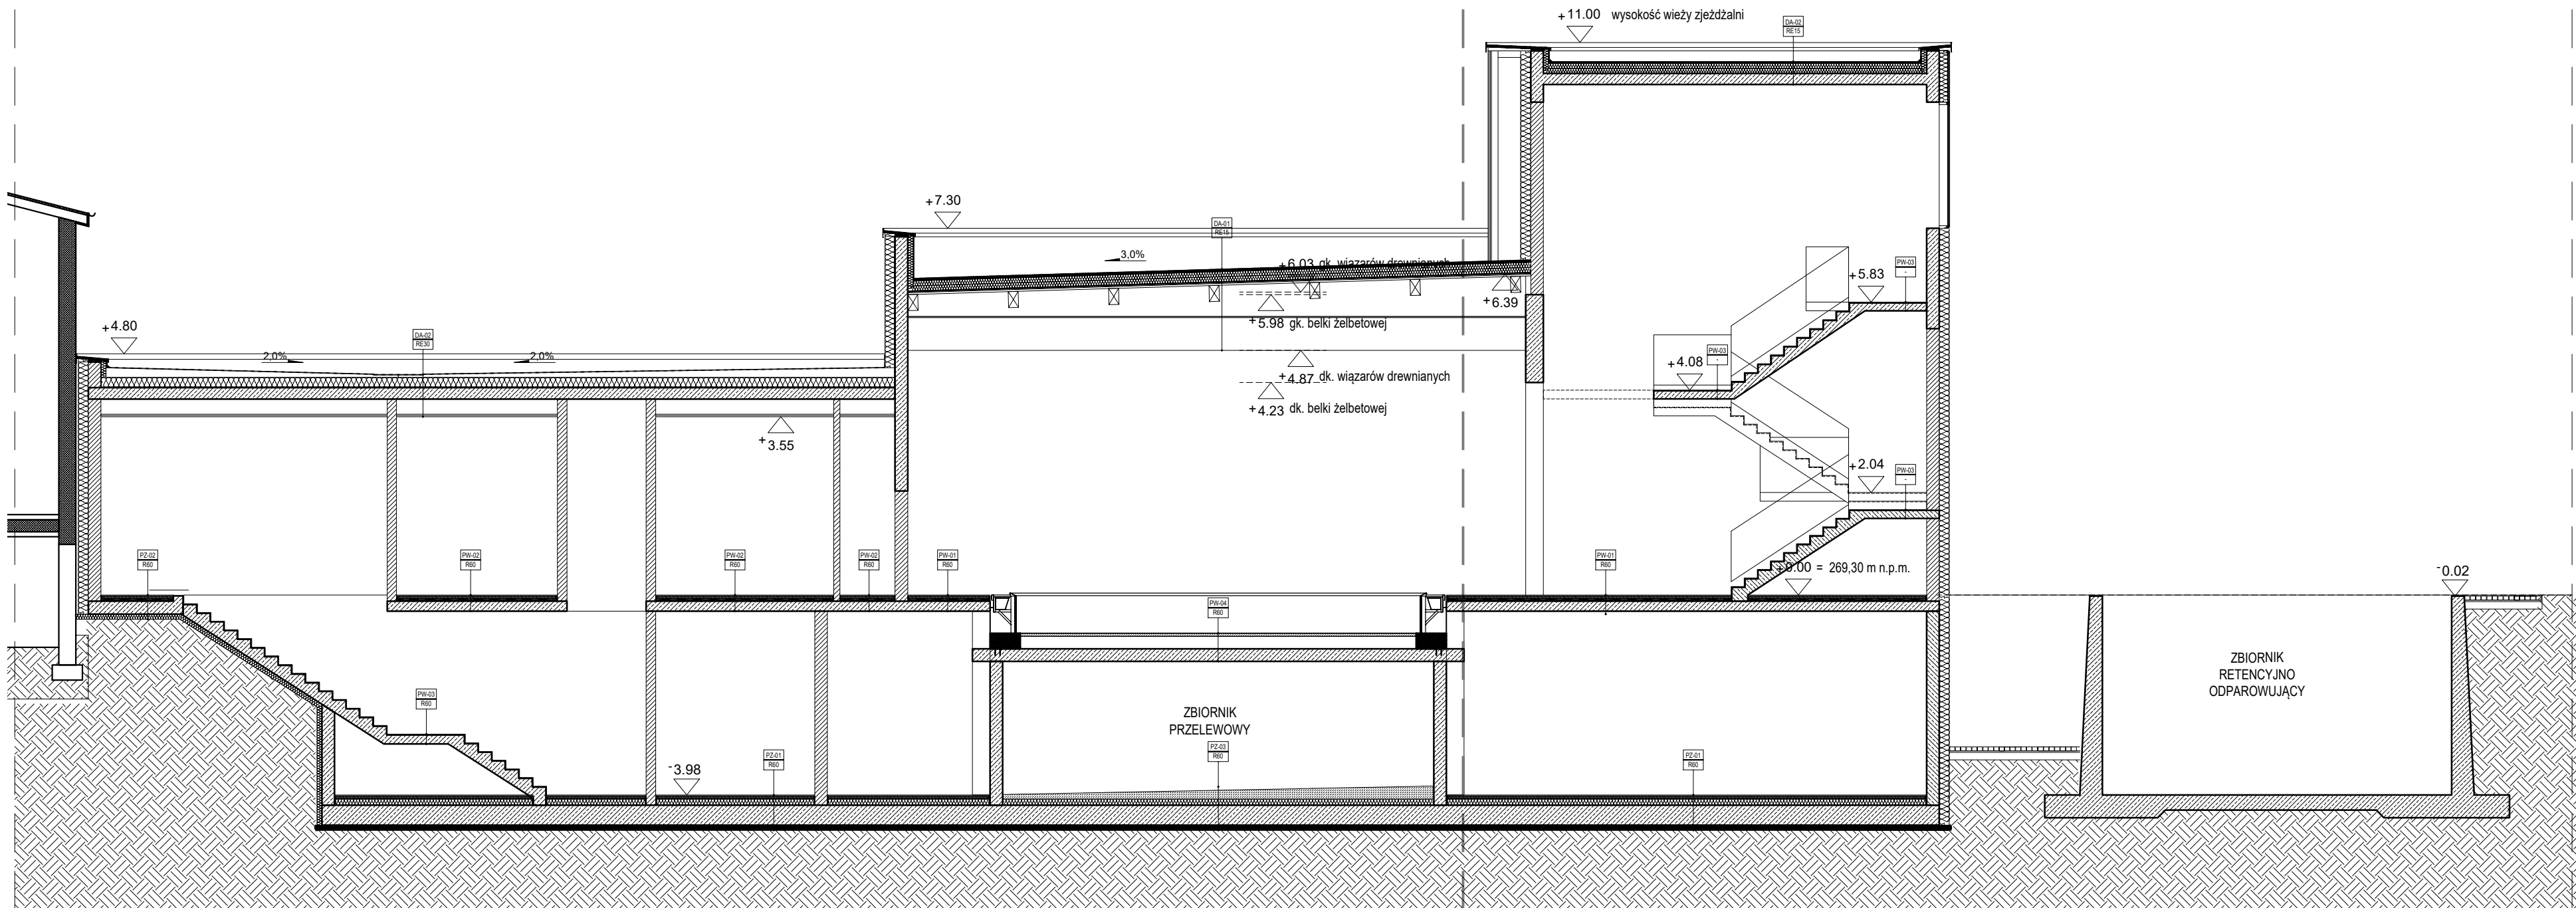 +11.00 wysokość wieży zjeżdżalni
DA-02
RE15
+7.30
DA-01
RE15
3,0%
+6.03 gk. wiązarów drewnianych
+6.39
+5.98 gk. belki żelbetowej
+5.83
PW-03
-
+4.80
DA-02
RE30
2,0%
2,0%
+4.08
PW-03
-
+4.87 dk. wiązarów drewnianych
+4.23 dk. belki żelbetowej
+3.55
+2.04
PW-03
-
PZ-02
R60
PW-02
R60
PW-02
R60
PW-02
R60
PW-01
R60
PW-01
R60
+0.00 = 269,30 m n.p.m.
-0.02
PW-04
R60
ZBIORNIK
RETENCYJNO
ODPAROWUJĄCY
PW-03
R60
ZBIORNIK
PRZELEWOWY
-3.98
PZ-01
R60
PZ-03
R60
PZ-01
R60